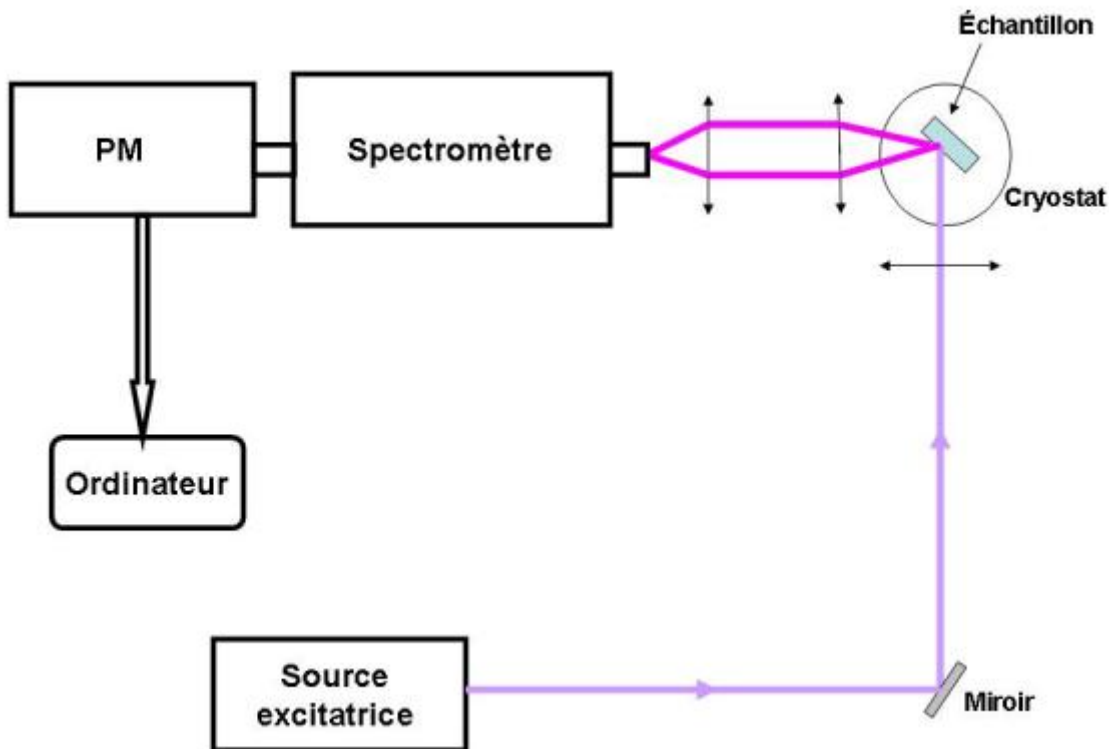 Échantillon
PM
Spectromètre
Cryostat
Ordinateur
Source
excitatrice
Miroir